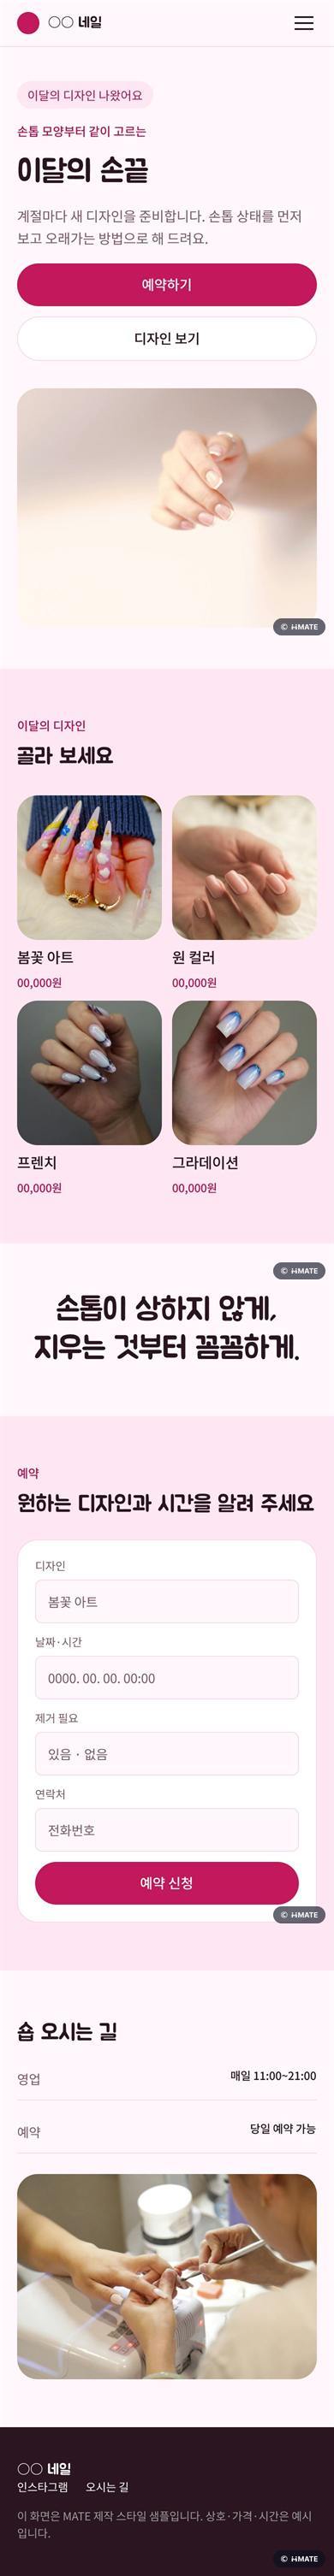 ○○ 네일
이달의 디자인 나왔어요
손톱 모양부터 같이 고르는
이달의 손끝
계절마다 새 디자인을 준비합니다. 손톱 상태를 먼저
보고 오래가는 방법으로 해 드려요.
예약하기
디자인 보기
© MATE
이달의 디자인
골라 보세요
봄꽃 아트
00,000원
원 컬러
00,000원
프렌치
00,000원
그라데이션
00,000원
© MATE
손톱이 상하지 않게,
지우는 것부터 꼼꼼하게.
예약
원하는 디자인과 시간을 알려 주세요
디자인
봄꽃 아트
날짜·시간
0000. 00. 00. 00:00
제거 필요
있음 · 없음
연락처
전화번호
예약 신청
© MATE
숍 오시는 길
영업 매일 11:00~21:00
예약 당일 예약 가능
○○ 네일
인스타그램 오시는 길
이 화면은 MATE 제작 스타일 샘플입니다. 상호·가격·시간은 예시
입니다.
© MATE